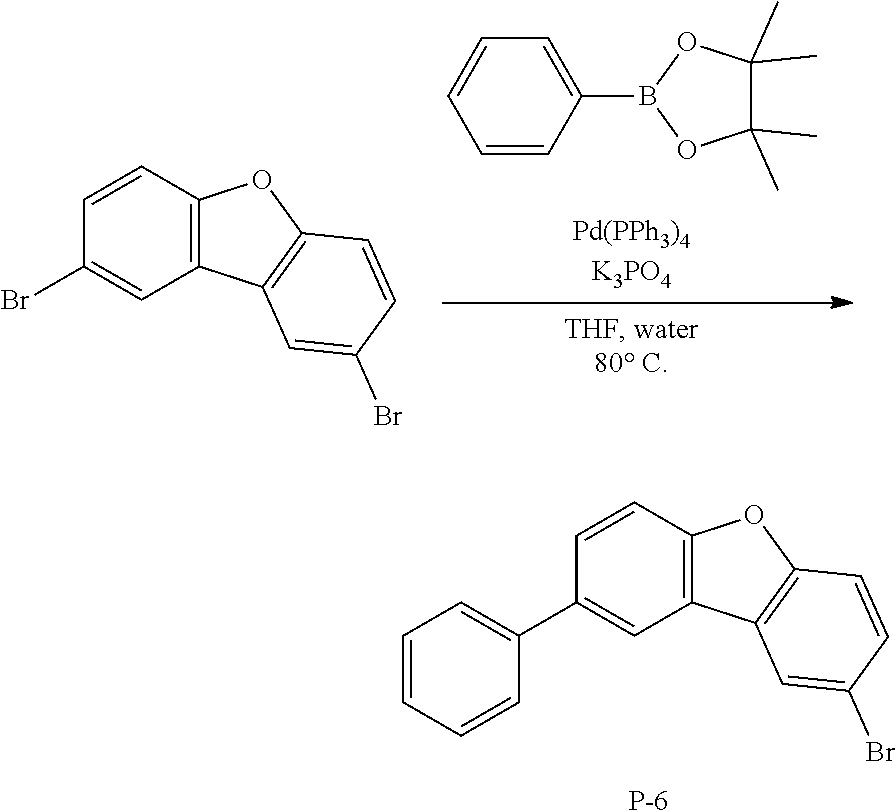 O
B
O
O
Pd(PPh3)4
K3PO4
Br
THF, water
80° C.
Br
O
Br
P-6